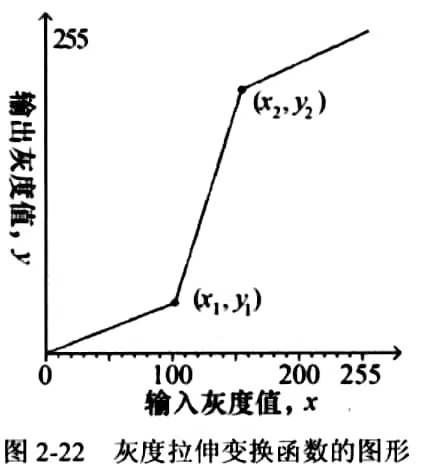 255
输出灰度值, y
(x₂, y₂)
(x₁, y₁)
0 100 200 255
输入灰度值, x
图 2-22 灰度拉伸变换函数的图形